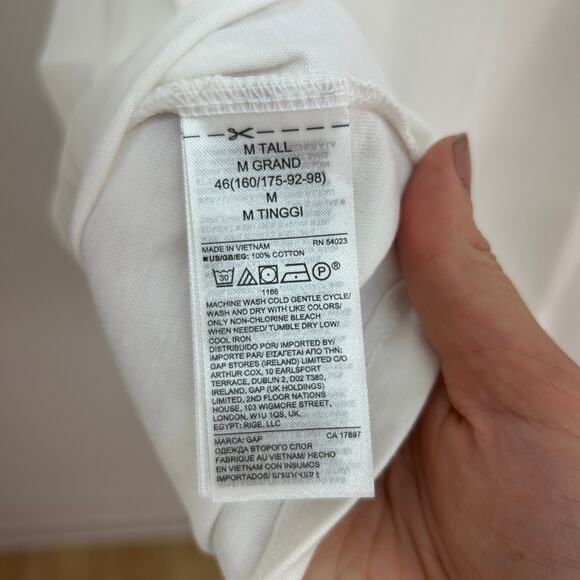 M TALL
M GRAND
46(160/175-92-98)
M
M TINGGI
MADE IN VIETNAM RN 54023
■US/GB/EG: 100% COTTON
30 P ®
1166
MACHINE WASH COLD GENTLE CYCLE/
WASH AND DRY WITH LIKE COLORS/
ONLY NON-CHLORINE BLEACH
WHEN NEEDED/ TUMBLE DRY LOW/
COOL IRON
DISTRIBUIDO POR/ IMPORTED BY/
IMPORTE PAR/ ΕΙΣΑΓΕΤΑΙ ΑΠΟ ΤΗΝ:
GAP STORES (IRELAND) LIMITED C/O
ARTHUR COX, 10 EARLSFORT
TERRACE, DUBLIN 2, D02 T380,
IRELAND, GAP (UK HOLDINGS)
LIMITED, 2ND FLOOR NATIONS
HOUSE, 103 WIGMORE STREET,
LONDON, W1U 1QS, UK,
EGYPT: RIGE, LLC
MARCA: GAP CA 17897
ОДЕЖДА ВТОРОГО СЛОЯ
FABRIQUÉ AU VIETNAM/ HECHO
EN VIETNAM CON INSUMOS
IMPORTADOS/